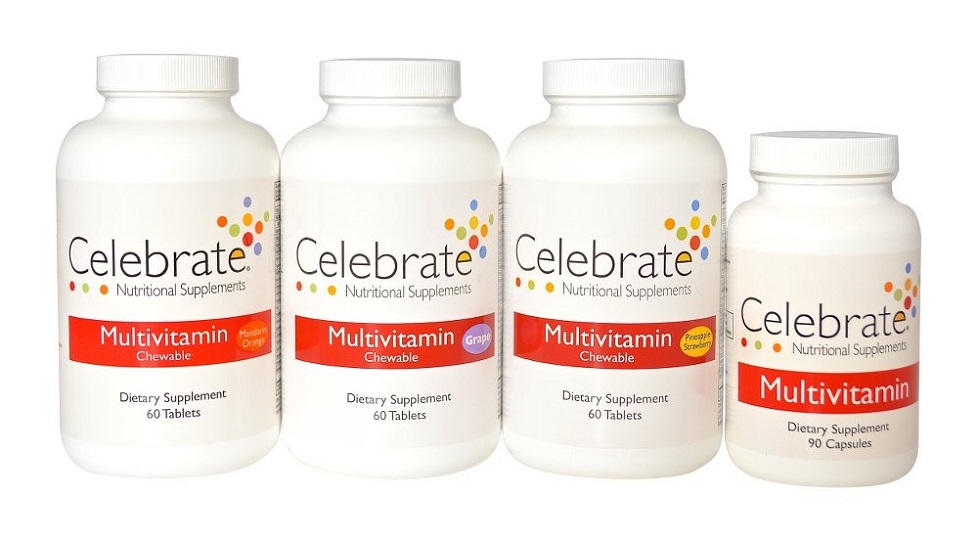 Celebrate
Nutritional Supplements
Multivitamin
Chewable
Mandarin
Orange
Dietary Supplement
60 Tablets
Celebrate
Nutritional Supplements
Multivitamin
Chewable
Grape
Dietary Supplement
60 Tablets
Celebrate
Nutritional Supplements
Multivitamin
Chewable
Pineapple
Strawberry
Dietary Supplement
60 Tablets
Celebrate
Nutritional Supplements
Multivitamin
Dietary Supplement
90 Capsules